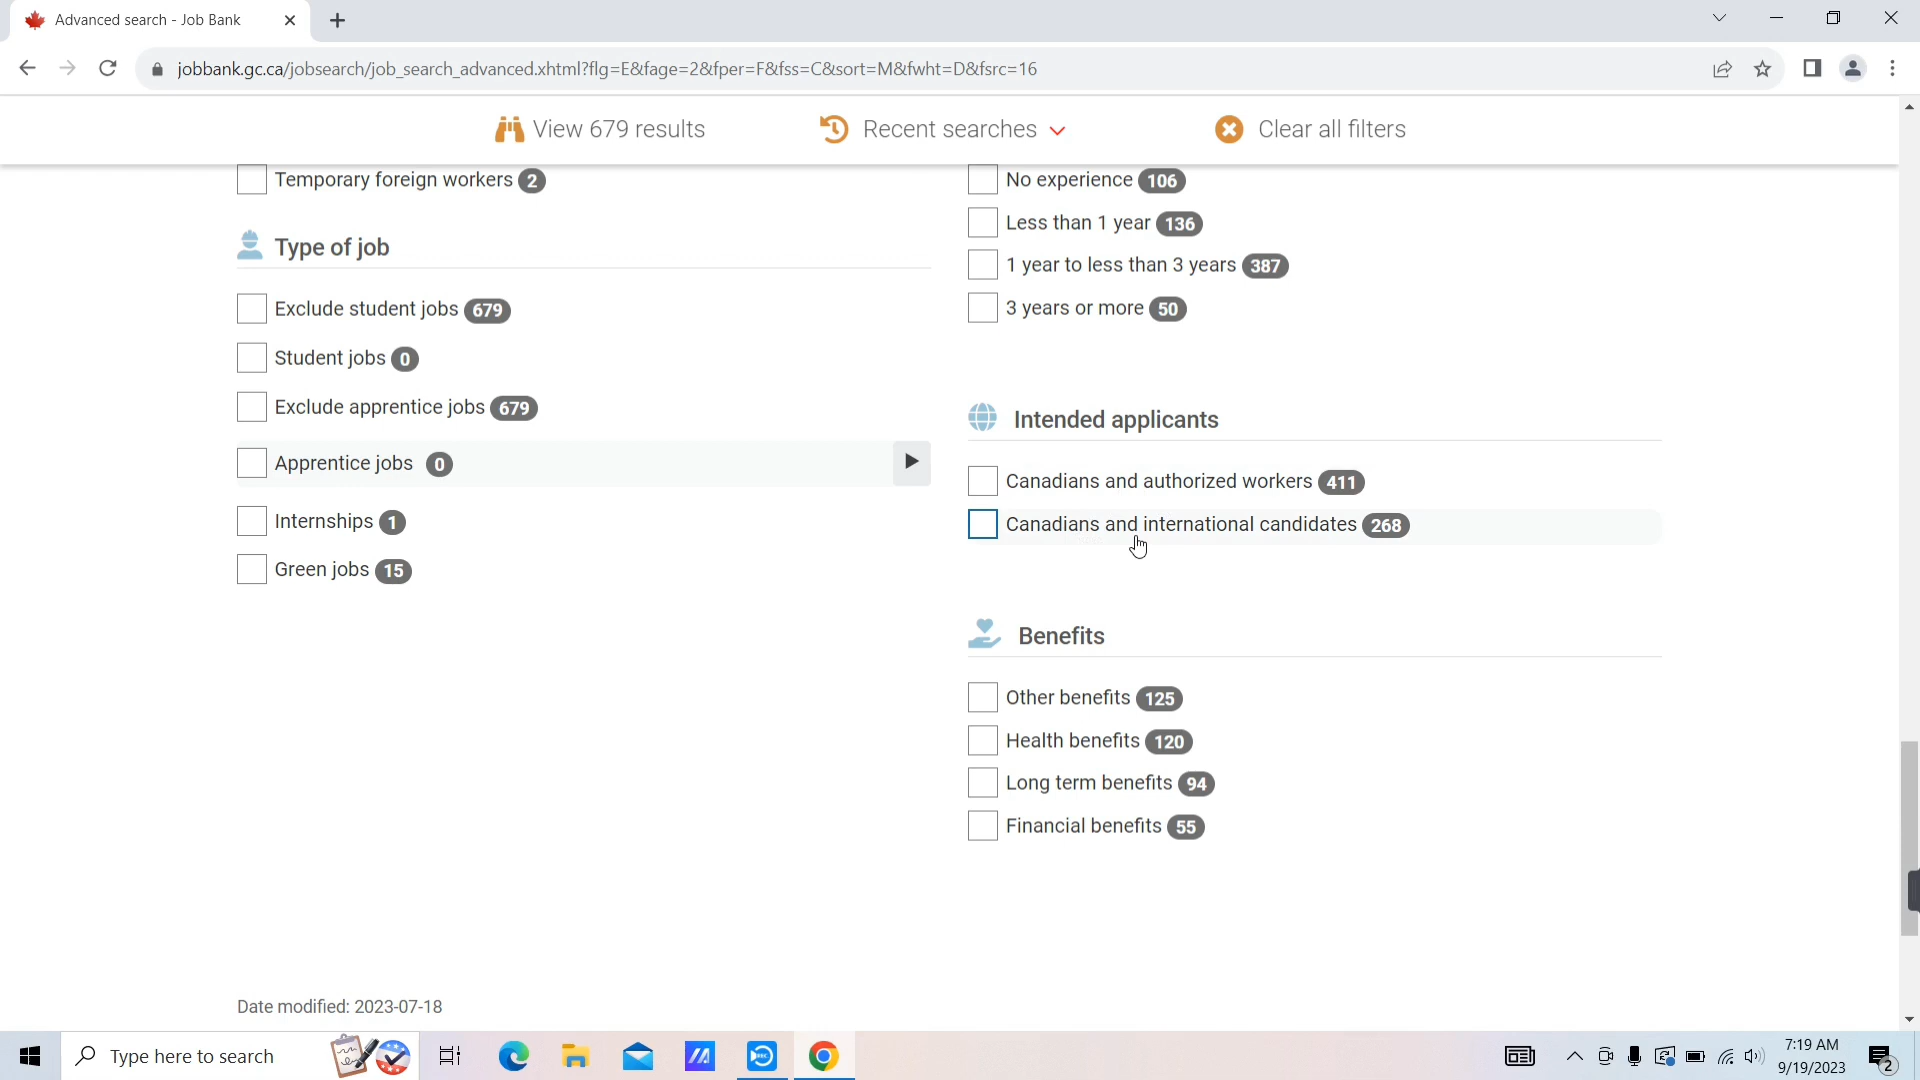 Advanced search - Job Bank
jobbank.gc.ca/jobsearch/job_search_advanced.xhtml?flg=E&fage=2&fper=F&fss=C&sort=M&fwht=D&fsrc=16
View 679 results
Recent searches
Clear all filters
Temporary foreign workers 2
Type of job
Exclude student jobs 679
Student jobs 0
Exclude apprentice jobs 679
Apprentice jobs 0
Internships 1
Green jobs 15
No experience 106
Less than 1 year 136
1 year to less than 3 years 387
3 years or more 50
Intended applicants
Canadians and authorized workers 411
Canadians and international candidates 268
Benefits
Other benefits 125
Health benefits 120
Long term benefits 94
Financial benefits 55
Date modified: 2023-07-18
Type here to search
REC
7:19 AM
9/19/2023
2